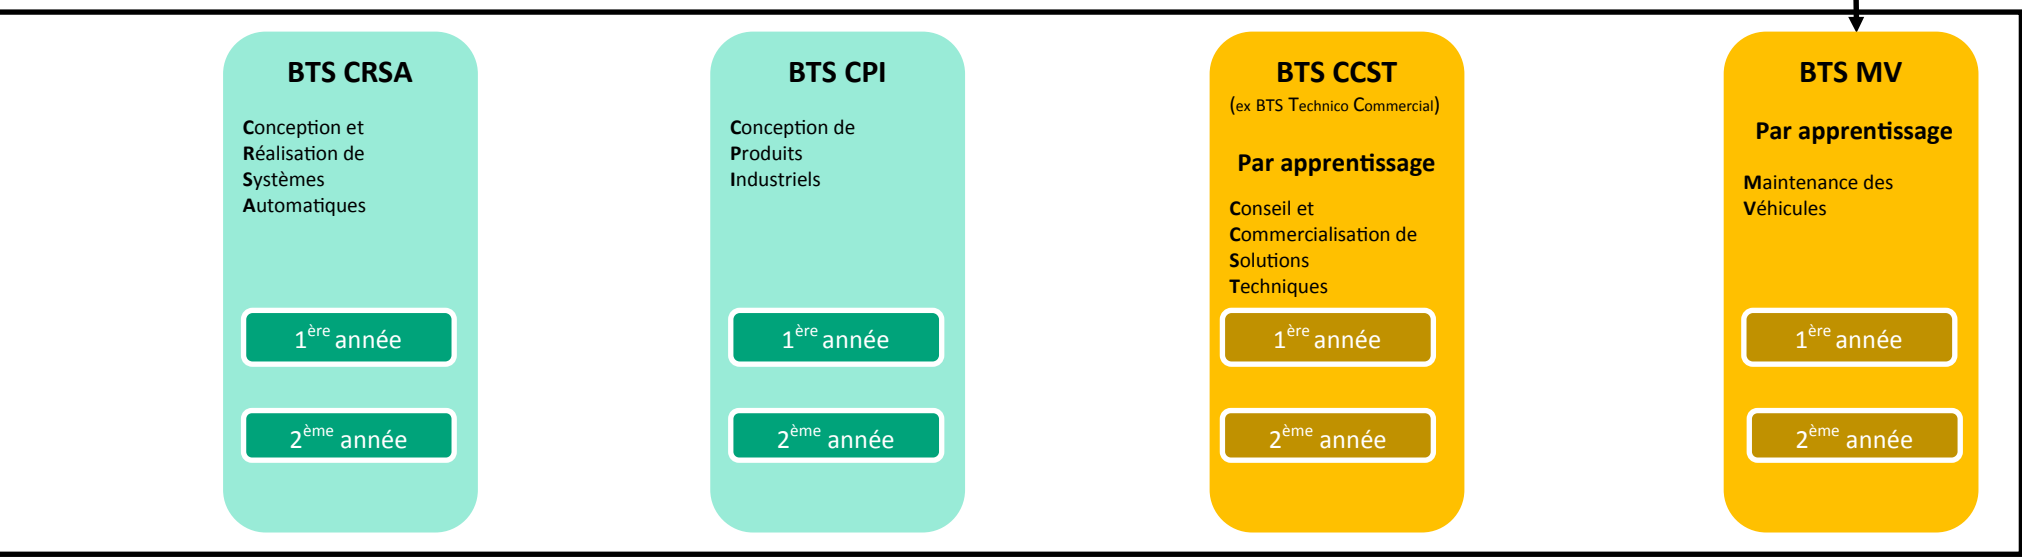 BTS CRSA
Conception et
Réalisation de
Systèmes
Automatiques
1ère année
2ème année
BTS CPI
Conception de
Produits
Industriels
1ère année
2ème année
BTS CCST
(ex BTS Technico Commercial)
Par apprentissage
Conseil et
Commercialisation de
Solutions
Techniques
1ère année
2ème année
BTS MV
Par apprentissage
Maintenance des
Véhicules
1ère année
2ème année